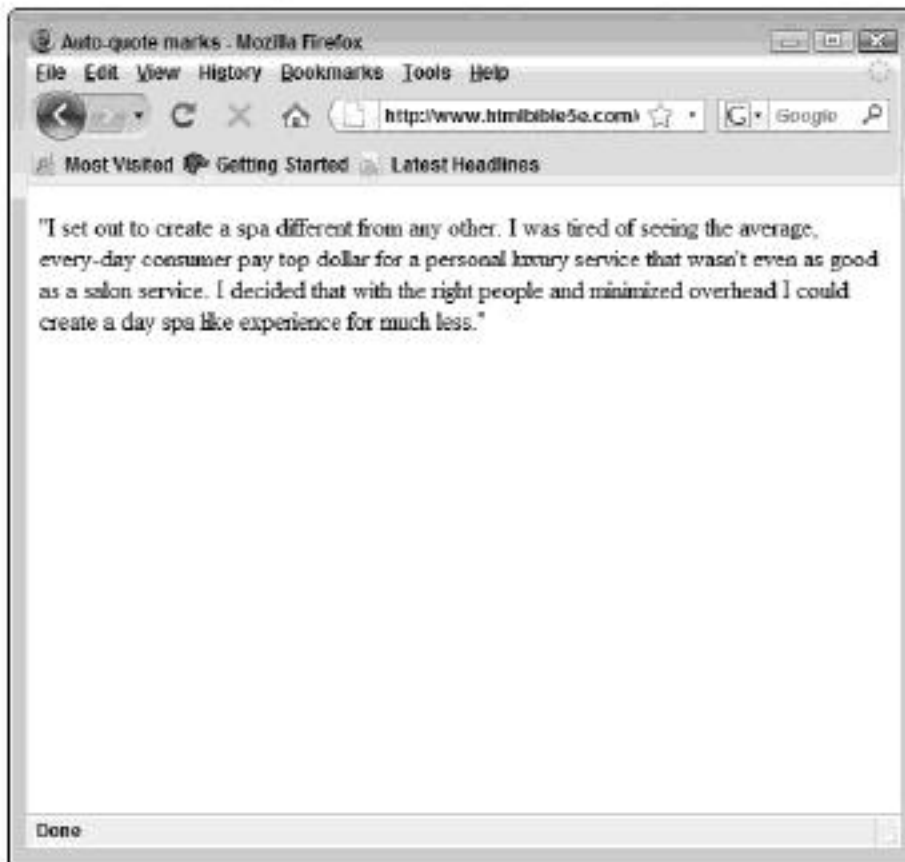 Auto-quote marks - Mozilla Firefox
File Edit View History Bookmarks Tools Help
http://www.htmlbible5e.com/ Google
Most Visited Getting Started Latest Headlines
"I set out to create a spa different from any other. I was tired of seeing the average,
every-day consumer pay top dollar for a personal luxury service that wasn't even as good
as a salon service. I decided that with the right people and minimized overhead I could
create a day spa like experience for much less."
Done